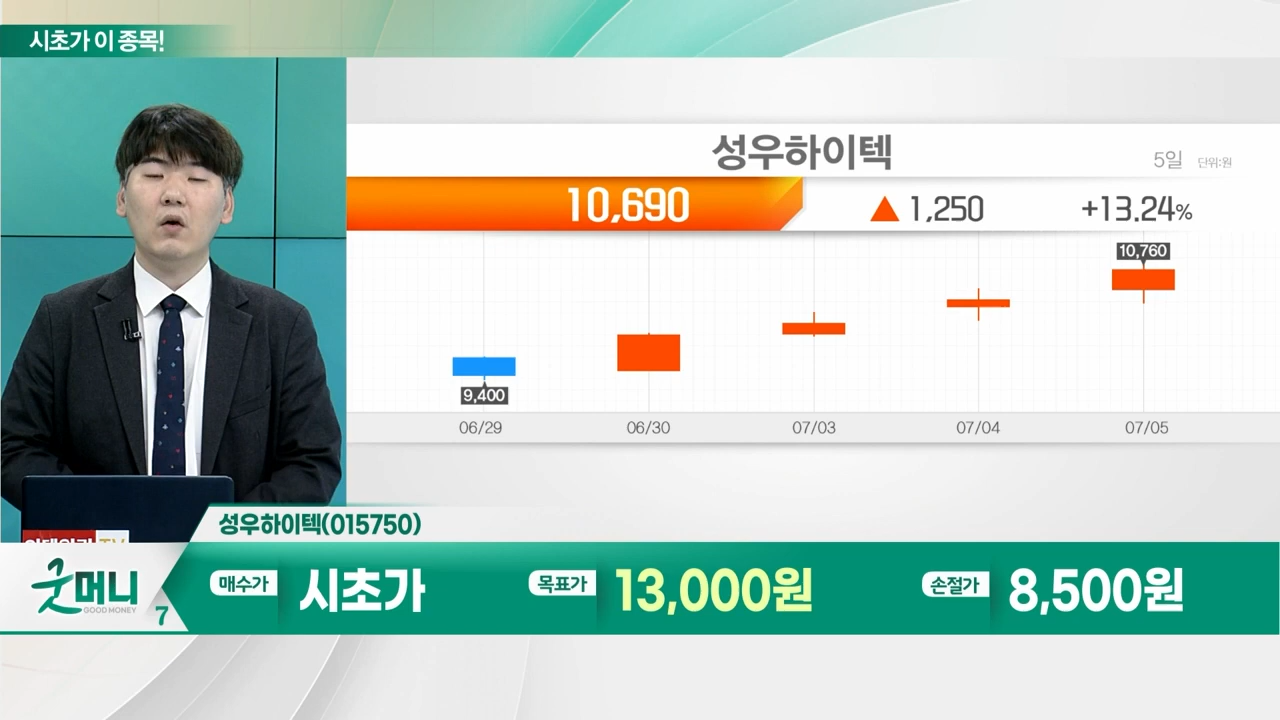 시초가 이 종목!
성우하이텍
5일 단위:원
10,690 ▲ 1,250 +13.24%
10,760
9,400
06/29 06/30 07/03 07/04 07/05
성우하이텍(015750)
굿머니
GOOD MONEY
7
매수가 시초가 목표가 13,000원 손절가 8,500원